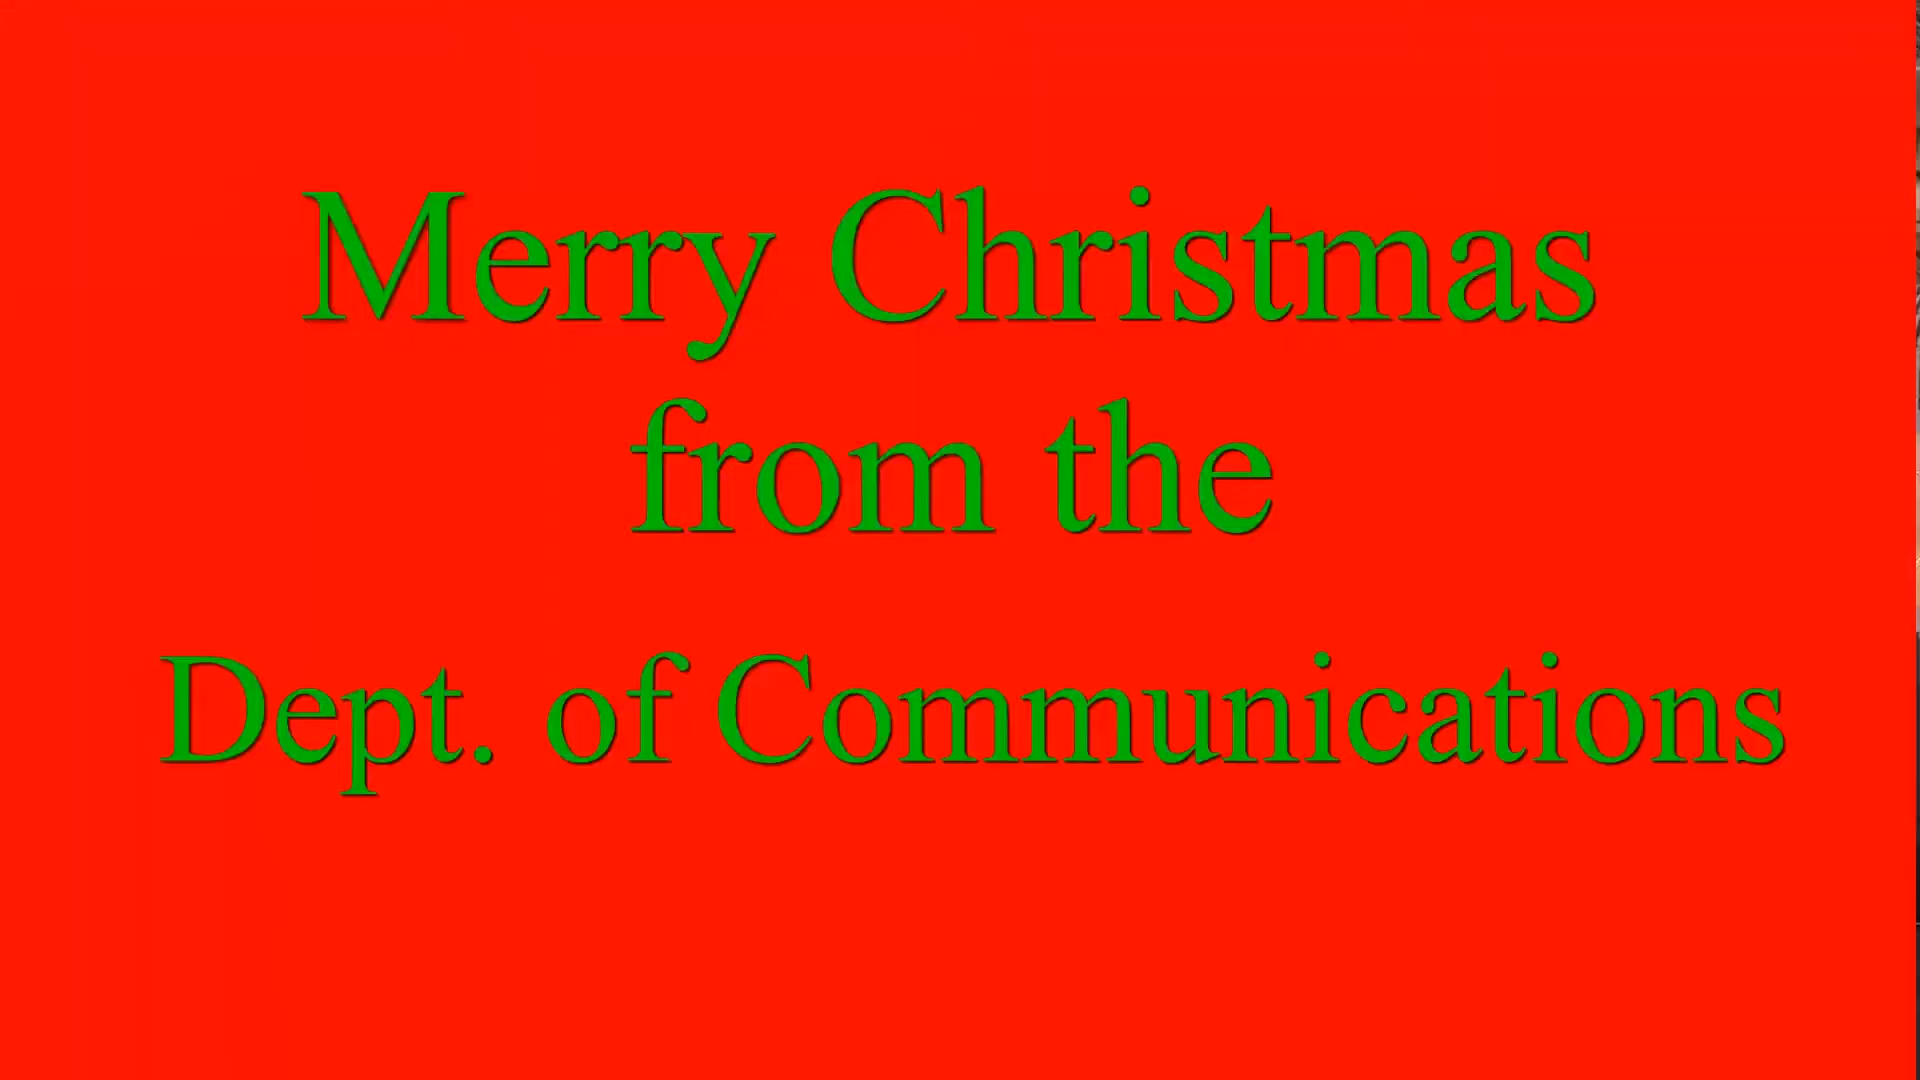 Merry Christmas
from the
Dept. of Communications